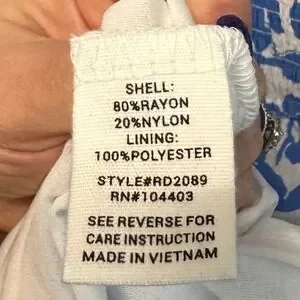 SHELL:
80%RAYON
20%NYLON
LINING:
100%POLYESTER
STYLE#RD2089
RN#104403
SEE REVERSE FOR
CARE INSTRUCTION
MADE IN VIETNAM